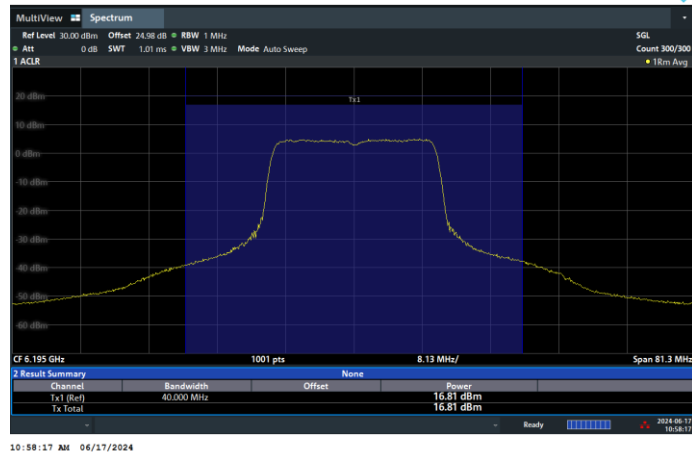 MultiView Spectrum
Ref Level 30.00 dBm Offset 24.98 dB RBW 1 MHz SGL
Att 0 dB SWT 1.01 ms VBW 3 MHz Mode Auto Sweep Count 300/300
1 ACLR 1Rm Avg
Tx1
20 dBm
10 dBm
0 dBm
-10 dBm
-20 dBm
-30 dBm
-40 dBm
-50 dBm
-60 dBm
CF 6.195 GHz 1001 pts 8.13 MHz/ Span 81.3 MHz
2 Result Summary None
Channel Bandwidth Offset Power
Tx1 (Ref) 40.000 MHz 16.81 dBm
Tx Total 16.81 dBm
Ready 2024-06-17
10:58:17
10:58:17 AM 06/17/2024